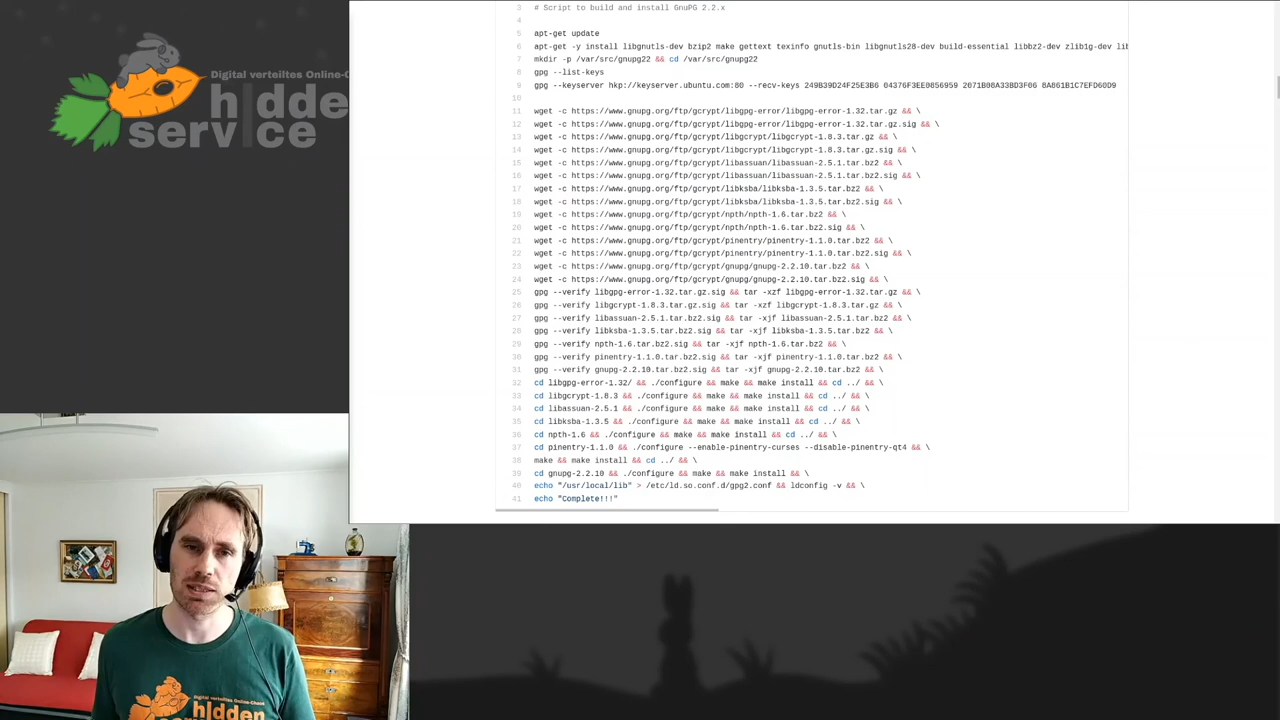 Digital verteiltes Online-C
hidde
service
3 # Script to build and install GnuPG 2.2.x
4
5 apt-get update
6 apt-get -y install libgnutls-dev bzip2 make gettext texinfo gnutls-bin libgnutls28-dev build-essential libbz2-dev zlib1g-dev lib
7 mkdir -p /var/src/gnupg22 && cd /var/src/gnupg22
8 gpg --list-keys
9 gpg --keyserver hkp://keyserver.ubuntu.com:80 --recv-keys 249B39D24F25E3B6 04376F3EE0856959 2071B08A33BD3F06 8A861B1C7EFD60D9
10
11 wget -c https://www.gnupg.org/ftp/gcrypt/libgpg-error/libgpg-error-1.32.tar.gz && \
12 wget -c https://www.gnupg.org/ftp/gcrypt/libgpg-error/libgpg-error-1.32.tar.gz.sig && \
13 wget -c https://www.gnupg.org/ftp/gcrypt/libgcrypt/libgcrypt-1.8.3.tar.gz && \
14 wget -c https://www.gnupg.org/ftp/gcrypt/libgcrypt/libgcrypt-1.8.3.tar.gz.sig && \
15 wget -c https://www.gnupg.org/ftp/gcrypt/libassuan/libassuan-2.5.1.tar.bz2 && \
16 wget -c https://www.gnupg.org/ftp/gcrypt/libassuan/libassuan-2.5.1.tar.bz2.sig && \
17 wget -c https://www.gnupg.org/ftp/gcrypt/libksba/libksba-1.3.5.tar.bz2 && \
18 wget -c https://www.gnupg.org/ftp/gcrypt/libksba/libksba-1.3.5.tar.bz2.sig && \
19 wget -c https://www.gnupg.org/ftp/gcrypt/npth/npth-1.6.tar.bz2 && \
20 wget -c https://www.gnupg.org/ftp/gcrypt/npth/npth-1.6.tar.bz2.sig && \
21 wget -c https://www.gnupg.org/ftp/gcrypt/pinentry/pinentry-1.1.0.tar.bz2 && \
22 wget -c https://www.gnupg.org/ftp/gcrypt/pinentry/pinentry-1.1.0.tar.bz2.sig && \
23 wget -c https://www.gnupg.org/ftp/gcrypt/gnupg/gnupg-2.2.10.tar.bz2 && \
24 wget -c https://www.gnupg.org/ftp/gcrypt/gnupg/gnupg-2.2.10.tar.bz2.sig && \
25 gpg --verify libgpg-error-1.32.tar.gz.sig && tar -xzf libgpg-error-1.32.tar.gz && \
26 gpg --verify libgcrypt-1.8.3.tar.gz.sig && tar -xzf libgcrypt-1.8.3.tar.gz && \
27 gpg --verify libassuan-2.5.1.tar.bz2.sig && tar -xjf libassuan-2.5.1.tar.bz2 && \
28 gpg --verify libksba-1.3.5.tar.bz2.sig && tar -xjf libksba-1.3.5.tar.bz2 && \
29 gpg --verify npth-1.6.tar.bz2.sig && tar -xjf npth-1.6.tar.bz2 && \
30 gpg --verify pinentry-1.1.0.tar.bz2.sig && tar -xjf pinentry-1.1.0.tar.bz2 && \
31 gpg --verify gnupg-2.2.10.tar.bz2.sig && tar -xjf gnupg-2.2.10.tar.bz2 && \
32 cd libgpg-error-1.32/ && ./configure && make && make install && cd ../ && \
33 cd libgcrypt-1.8.3 && ./configure && make && make install && cd ../ && \
34 cd libassuan-2.5.1 && ./configure && make && make install && cd ../ && \
35 cd libksba-1.3.5 && ./configure && make && make install && cd ../ && \
36 cd npth-1.6 && ./configure && make && make install && cd ../ && \
37 cd pinentry-1.1.0 && ./configure --enable-pinentry-curses --disable-pinentry-qt4 && \
38 make && make install && cd ../ && \
39 cd gnupg-2.2.10 && ./configure && make && make install && \
40 echo "/usr/local/lib" > /etc/ld.so.conf.d/gpg2.conf && ldconfig -v && \
41 echo "Complete!!!"
Digital verteiltes Online-Chaos
hidden